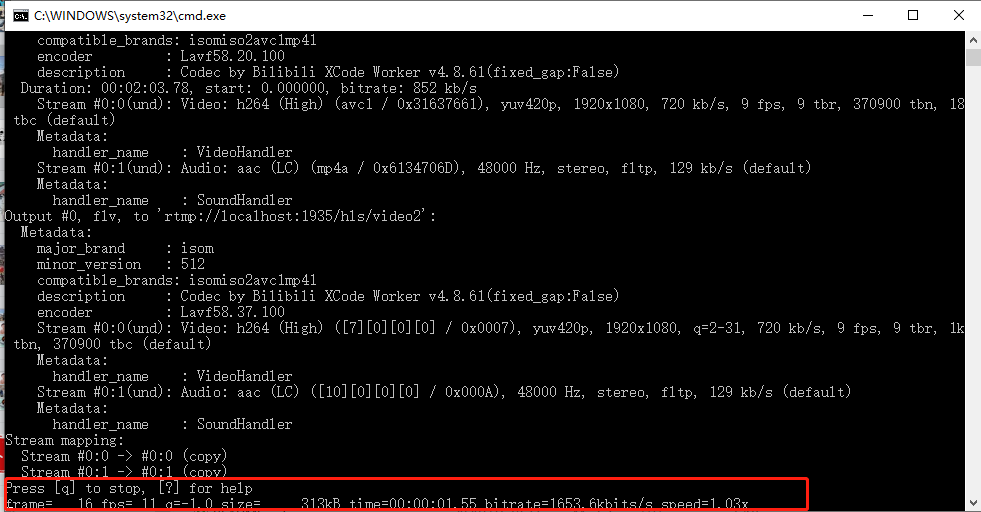 C:\WINDOWS\system32\cmd.exe
compatible_brands: isomiso2avc1mp41
encoder         : Lavf58.20.100
description     : Codec by Bilibili XCode Worker v4.8.61(fixed_gap:False)
Duration: 00:02:03.78, start: 0.000000, bitrate: 852 kb/s
Stream #0:0(und): Video: h264 (High) (avc1 / 0x31637661), yuv420p, 1920x1080, 720 kb/s, 9 fps, 9 tbr, 370900 tbn, 18
tbc (default)
Metadata:
handler_name    : VideoHandler
Stream #0:1(und): Audio: aac (LC) (mp4a / 0x6134706D), 48000 Hz, stereo, fltp, 129 kb/s (default)
Metadata:
handler_name    : SoundHandler
Output #0, flv, to 'rtmp://localhost:1935/hls/video2':
Metadata:
major_brand     : isom
minor_version   : 512
compatible_brands: isomiso2avc1mp41
description     : Codec by Bilibili XCode Worker v4.8.61(fixed_gap:False)
encoder         : Lavf58.37.100
Stream #0:0(und): Video: h264 (High) ([7][0][0][0] / 0x0007), yuv420p, 1920x1080, q=2-31, 720 kb/s, 9 fps, 9 tbr, 1k
tbn, 370900 tbc (default)
Metadata:
handler_name    : VideoHandler
Stream #0:1(und): Audio: aac (LC) ([10][0][0][0] / 0x000A), 48000 Hz, stereo, fltp, 129 kb/s (default)
Metadata:
handler_name    : SoundHandler
Stream mapping:
Stream #0:0 -> #0:0 (copy)
Stream #0:1 -> #0:1 (copy)
Press [q] to stop, [?] for help
frame=   16 fps= 11 q=-1.0 size=     313kB time=00:00:01.55 bitrate=1653.6kbits/s speed=1.03x